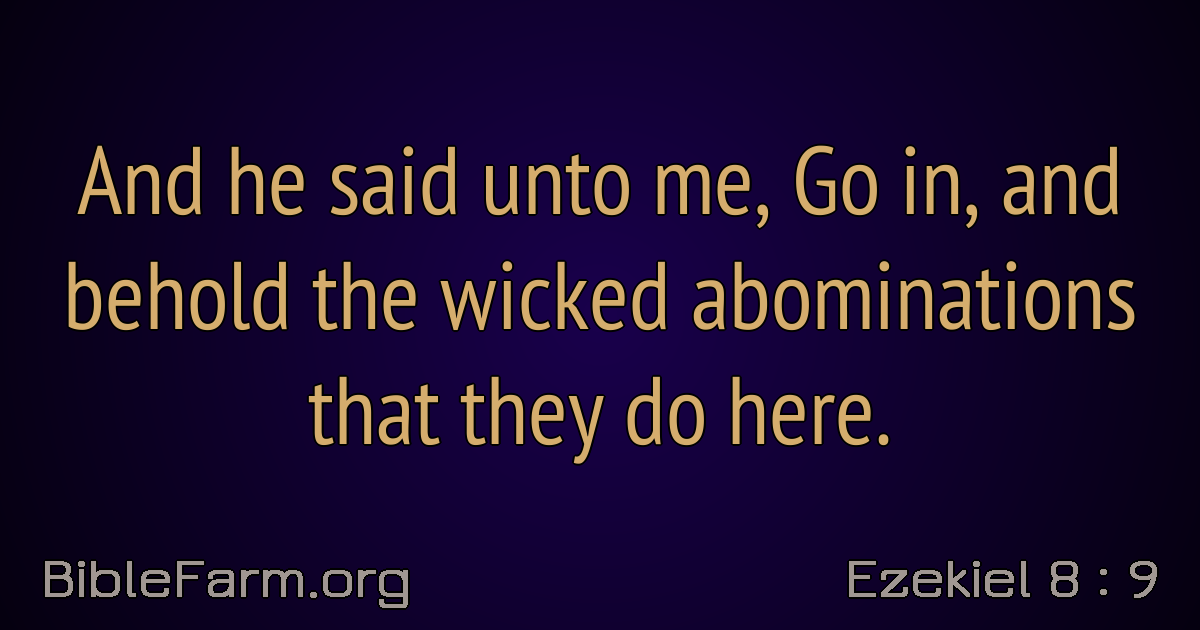 And he said unto me, Go in, and
behold the wicked abominations
that they do here.
BibleFarm.org
Ezekiel 8 : 9